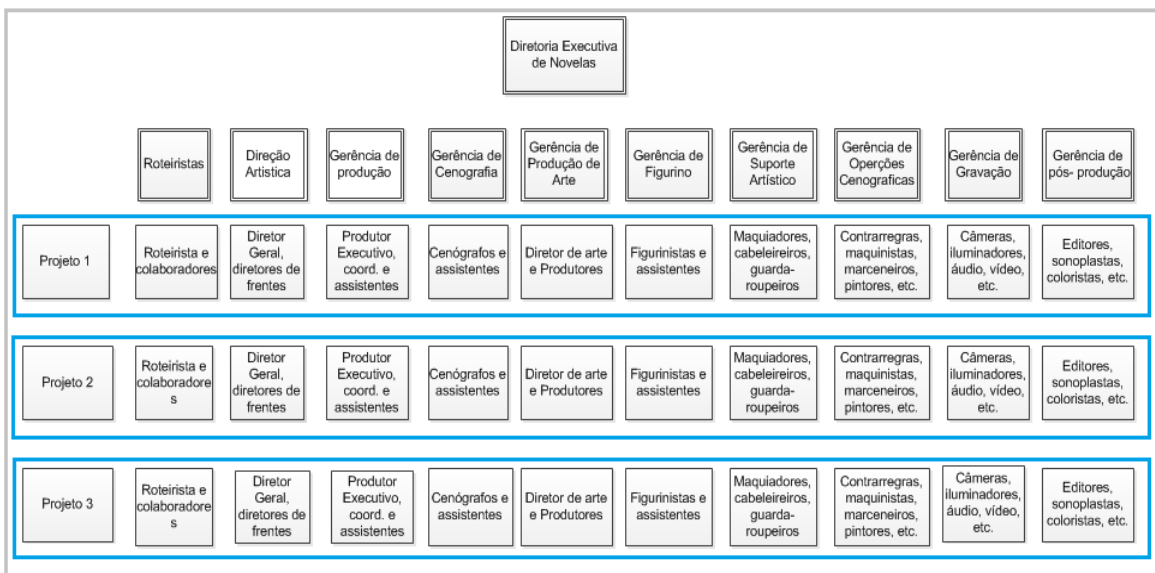 Diretoria Executiva
de Novelas
Roteiristas
Direção
Artistica
Gerência de
produção
Gerência de
Cenografia
Gerência de
Produção de
Arte
Gerência de
Figurino
Gerência de
Suporte
Artístico
Gerência de
Operções
Cenograficas
Gerência de
Gravação
Gerência de
pós- produção
Projeto 1
Roteirista e
colaboradores
Diretor
Geral,
diretores de
frentes
Produtor
Executivo,
coord. e
assistentes
Cenógrafos e
assistentes
Diretor de arte
e Produtores
Figurinistas e
assistentes
Maquiadores,
cabeleireiros,
guarda-
roupeiros
Contrarregras,
maquinistas,
marceneiros,
pintores, etc.
Câmeras,
iluminadores,
áudio, vídeo,
etc.
Editores,
sonoplastas,
coloristas, etc.
Projeto 2
Roteirista e
colaboradore
s
Diretor
Geral,
diretores de
frentes
Produtor
Executivo,
coord. e
assistentes
Cenógrafos e
assistentes
Diretor de arte
e Produtores
Figurinistas e
assistentes
Maquiadores,
cabeleireiros,
guarda-
roupeiros
Contrarregras,
maquinistas,
marceneiros,
pintores, etc.
Câmeras,
iluminadores,
áudio, vídeo,
etc.
Editores,
sonoplastas,
coloristas, etc.
Projeto 3
Roteirista e
colaboradore
s
Diretor
Geral,
diretores de
frentes
Produtor
Executivo,
coord. e
assistentes
Cenógrafos e
assistentes
Diretor de arte
e Produtores
Figurinistas e
assistentes
Maquiadores,
cabeleireiros,
guarda-
roupeiros
Contrarregras,
maquinistas,
marceneiros,
pintores, etc.
Câmeras,
iluminadores,
áudio, vídeo,
etc.
Editores,
sonoplastas,
coloristas, etc.